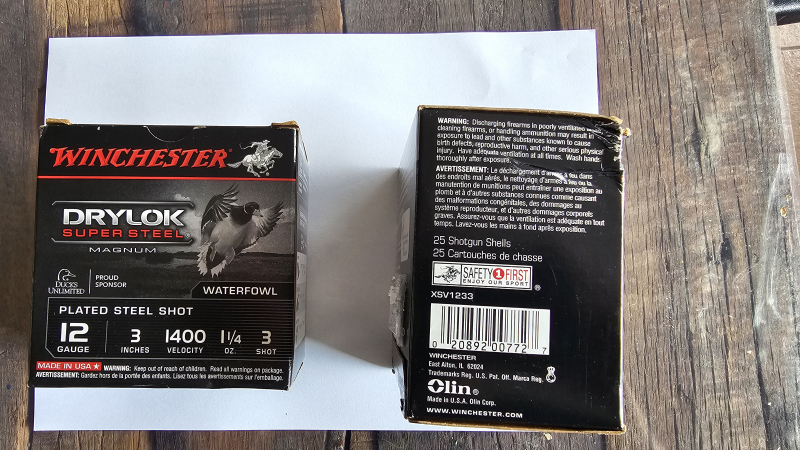 WINCHESTER
DRYLOK
SUPER STEEL
MAGNUM
DUCKS
UNLIMITED
PROUD
SPONSOR
WATERFOWL
PLATED STEEL SHOT
12 3 1400 1 1/4 3
GAUGE INCHES VELOCITY OZ. SHOT
MADE IN USA ★ WARNING: Keep out of reach of children. Read all warnings on package.
AVERTISSEMENT: Gardez hors de la portée des enfants. Lisez tous les avertissements sur l'emballage.
WARNING: Discharging firearms in poorly ventilated
cleaning firearms, or handling ammunition may result in
exposure to lead and other substances known to cause
birth defects, reproductive harm, and other serious physical
injury. Have adequate ventilation at all times. Wash hands
thoroughly after exposure.
AVERTISSEMENT: Le déchargement d'armes à feu dans
des endroits mal aérés, le nettoyage d'armes à feu ou la
manutention de munitions peut entraîner une exposition au
plomb et à d'autres substances connues comme causant
des malformations congénitales, des dommages au
système reproducteur, et d'autres dommages corporels
graves. Assurez-vous que la ventilation est adéquate en tout
temps. Lavez-vous les mains à fond après exposition.
25 Shotgun Shells
25 Cartouches de chasse
SAFETY 1 FIRST
ENJOY OUR SPORT ®
XSV1233
0 20892 00772 7
WINCHESTER
East Alton, IL 62024
Trademarks Reg. U.S. Pat. Off. Marca Reg.
Olin®
Made in U.S.A. Olin Corp.
WWW.WINCHESTER.COM